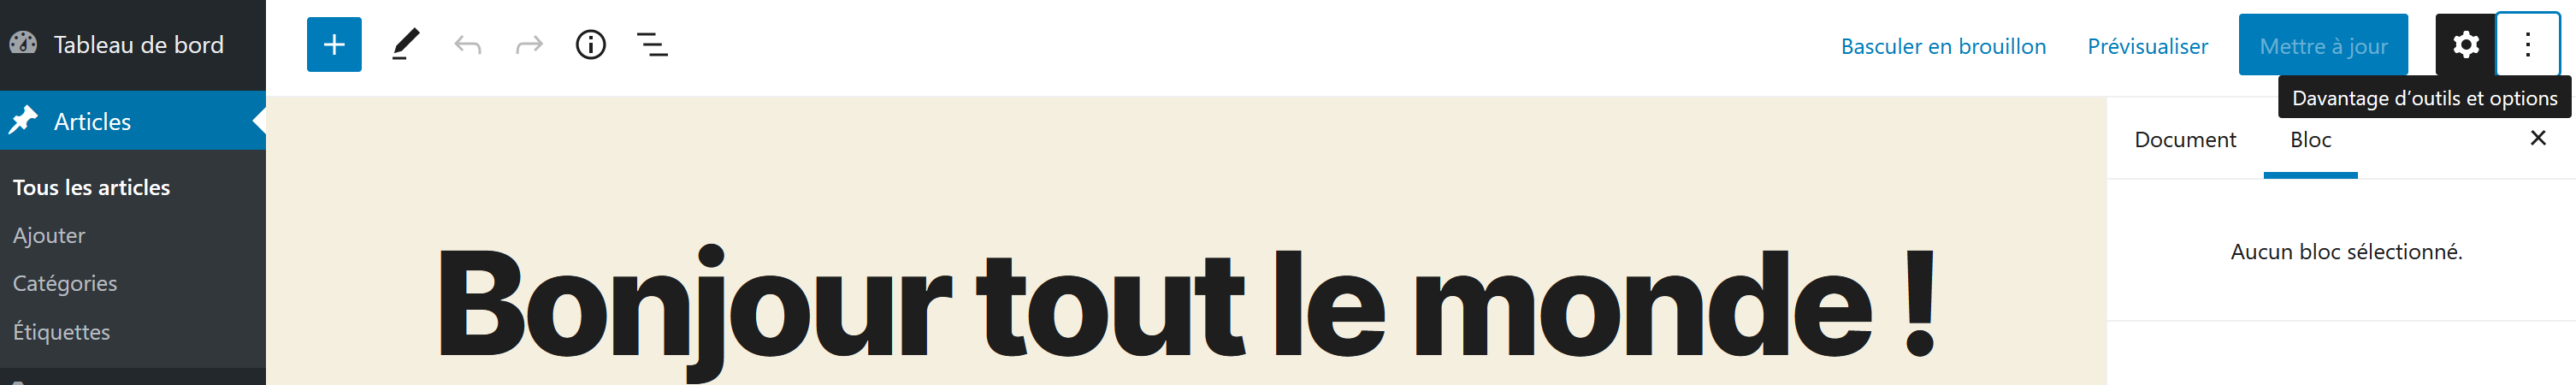 Tableau de bord
Articles
Tous les articles
Ajouter
Catégories
Étiquettes
Basculer en brouillon
Prévisualiser
Mettre à jour
Davantage d’outils et options
Document
Bloc
Aucun bloc sélectionné.
Bonjour tout le monde !